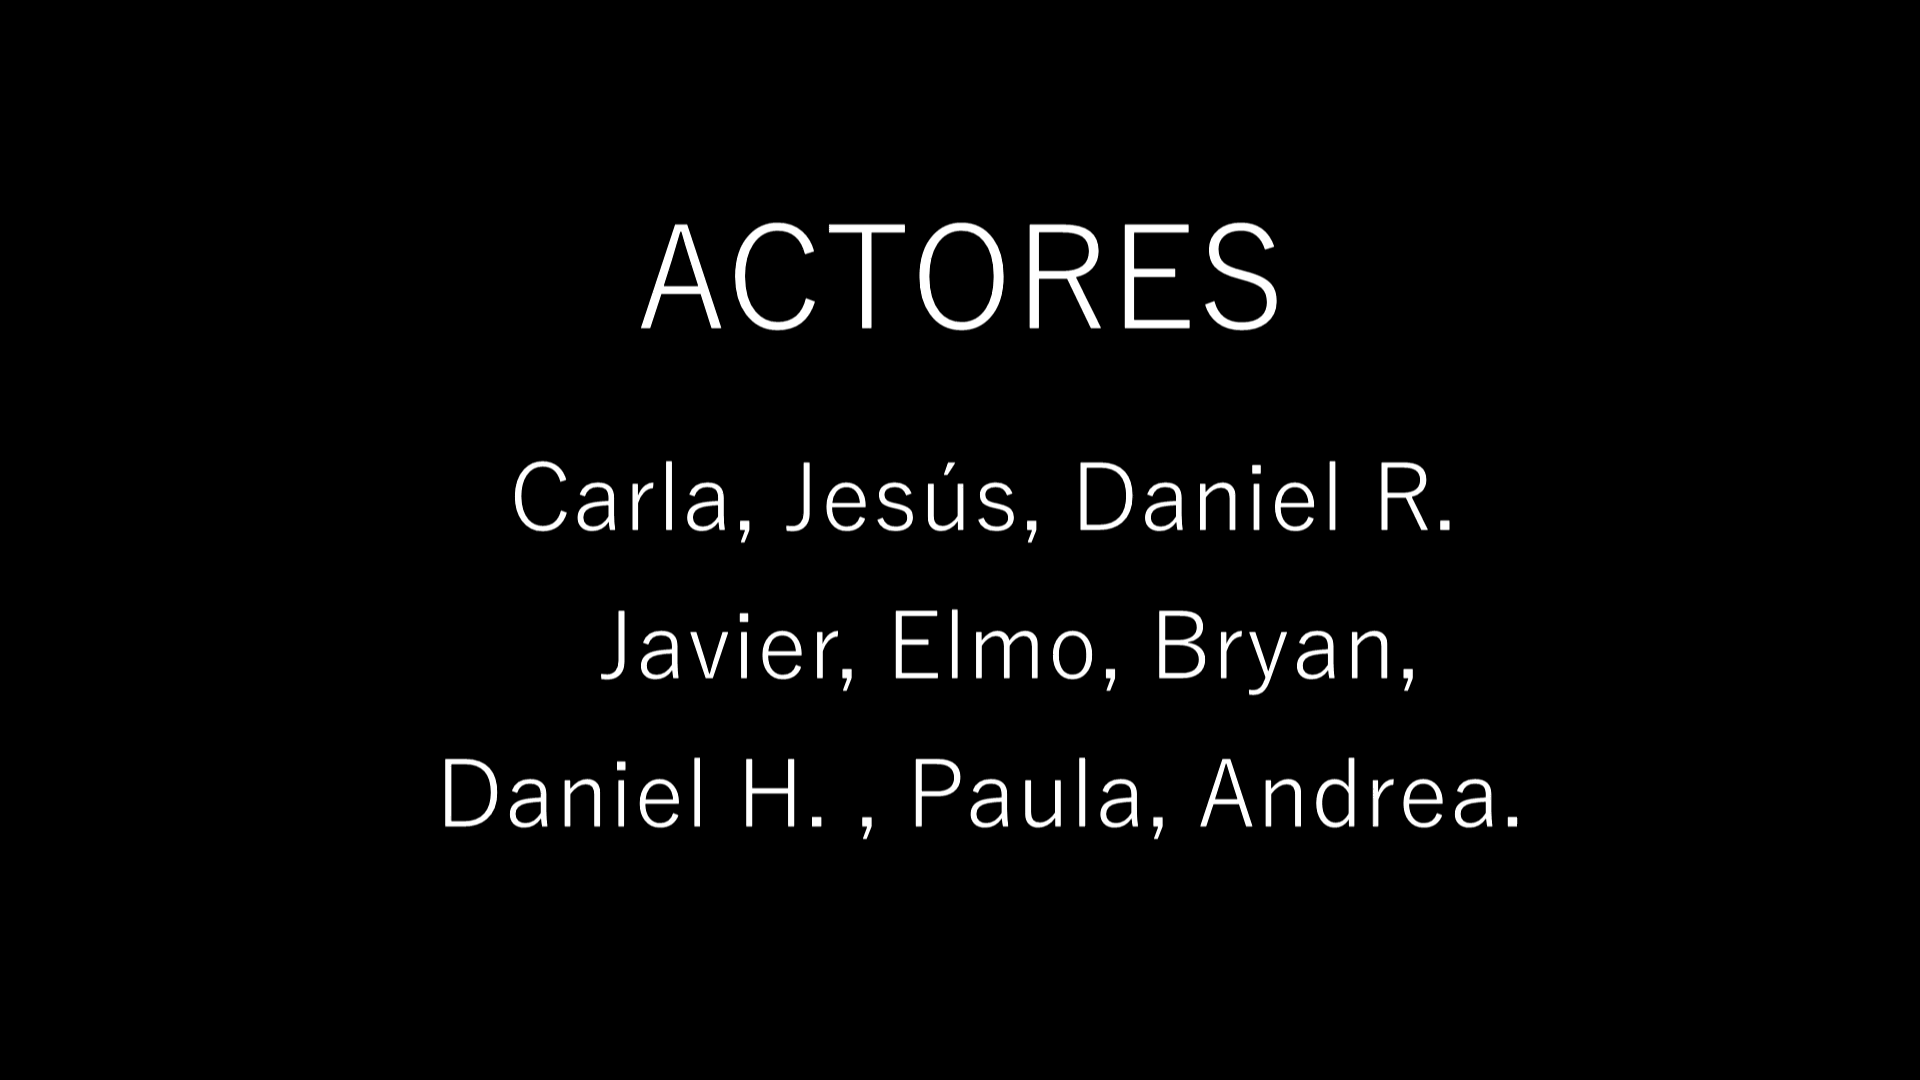 ACTORES
Carla, Jesús, Daniel R.
Javier, Elmo, Bryan,
Daniel H. , Paula, Andrea.